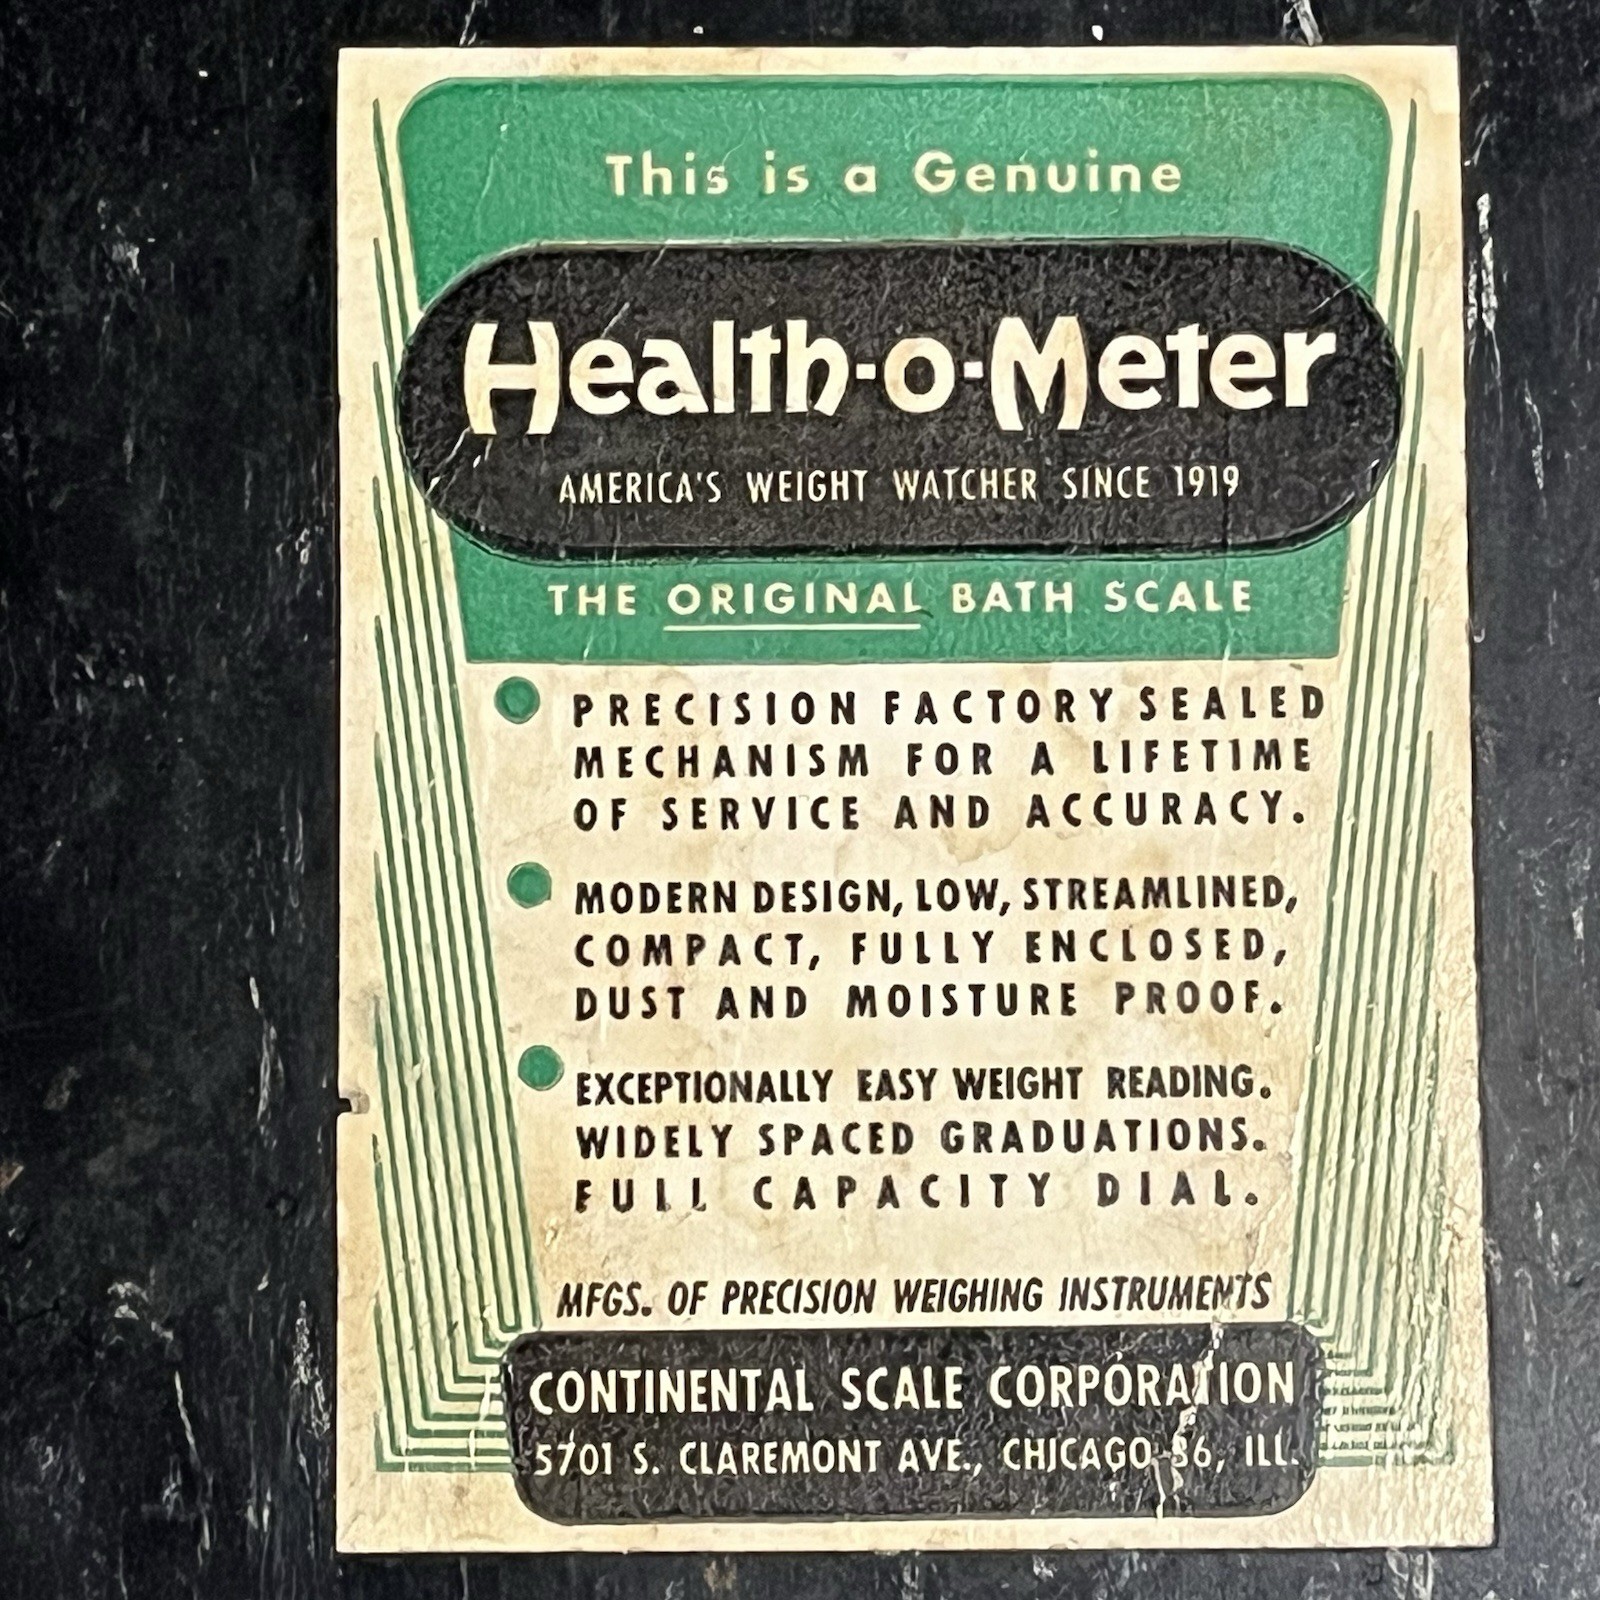 This is a Genuine
Health-o-Meter
AMERICA'S WEIGHT WATCHER SINCE 1919
THE ORIGINAL BATH SCALE
PRECISION FACTORY SEALED
MECHANISM FOR A LIFETIME
OF SERVICE AND ACCURACY.
MODERN DESIGN, LOW, STREAMLINED,
COMPACT, FULLY ENCLOSED,
DUST AND MOISTURE PROOF.
EXCEPTIONALLY EASY WEIGHT READING.
WIDELY SPACED GRADUATIONS.
FULL CAPACITY DIAL.
MFGS. OF PRECISION WEIGHING INSTRUMENTS
CONTINENTAL SCALE CORPORATION
5701 S. CLAREMONT AVE., CHICAGO 36, ILL.